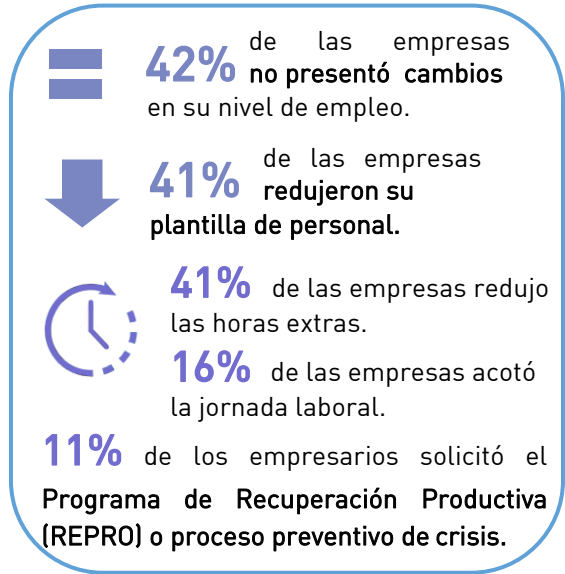 42% de las empresas
no presentó cambios
en su nivel de empleo.
41% de las empresas
redujeron su
plantilla de personal.
41% de las empresas redujo
las horas extras.
16% de las empresas acotó
la jornada laboral.
11% de los empresarios solicitó el
Programa de Recuperación Productiva
(REPRO) o proceso preventivo de crisis.